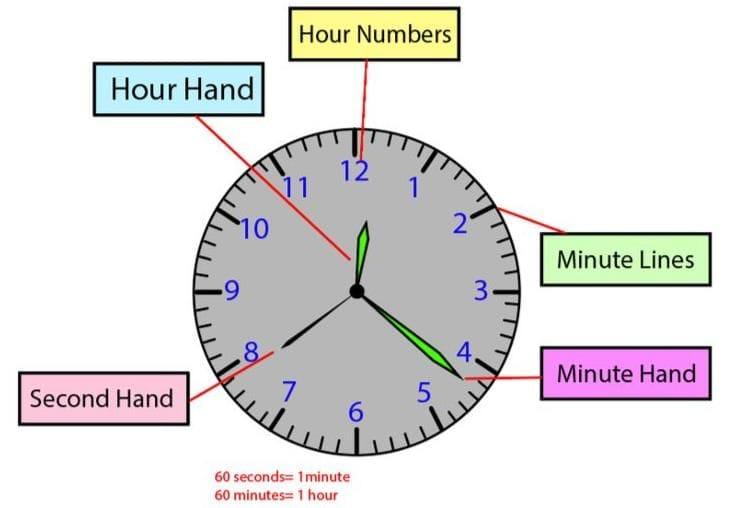 Hour Numbers
Hour Hand
12
11
1
10
2
9
3
Minute Lines
8
4
Minute Hand
7
5
6
Second Hand
60 seconds= 1minute
60 minutes= 1 hour